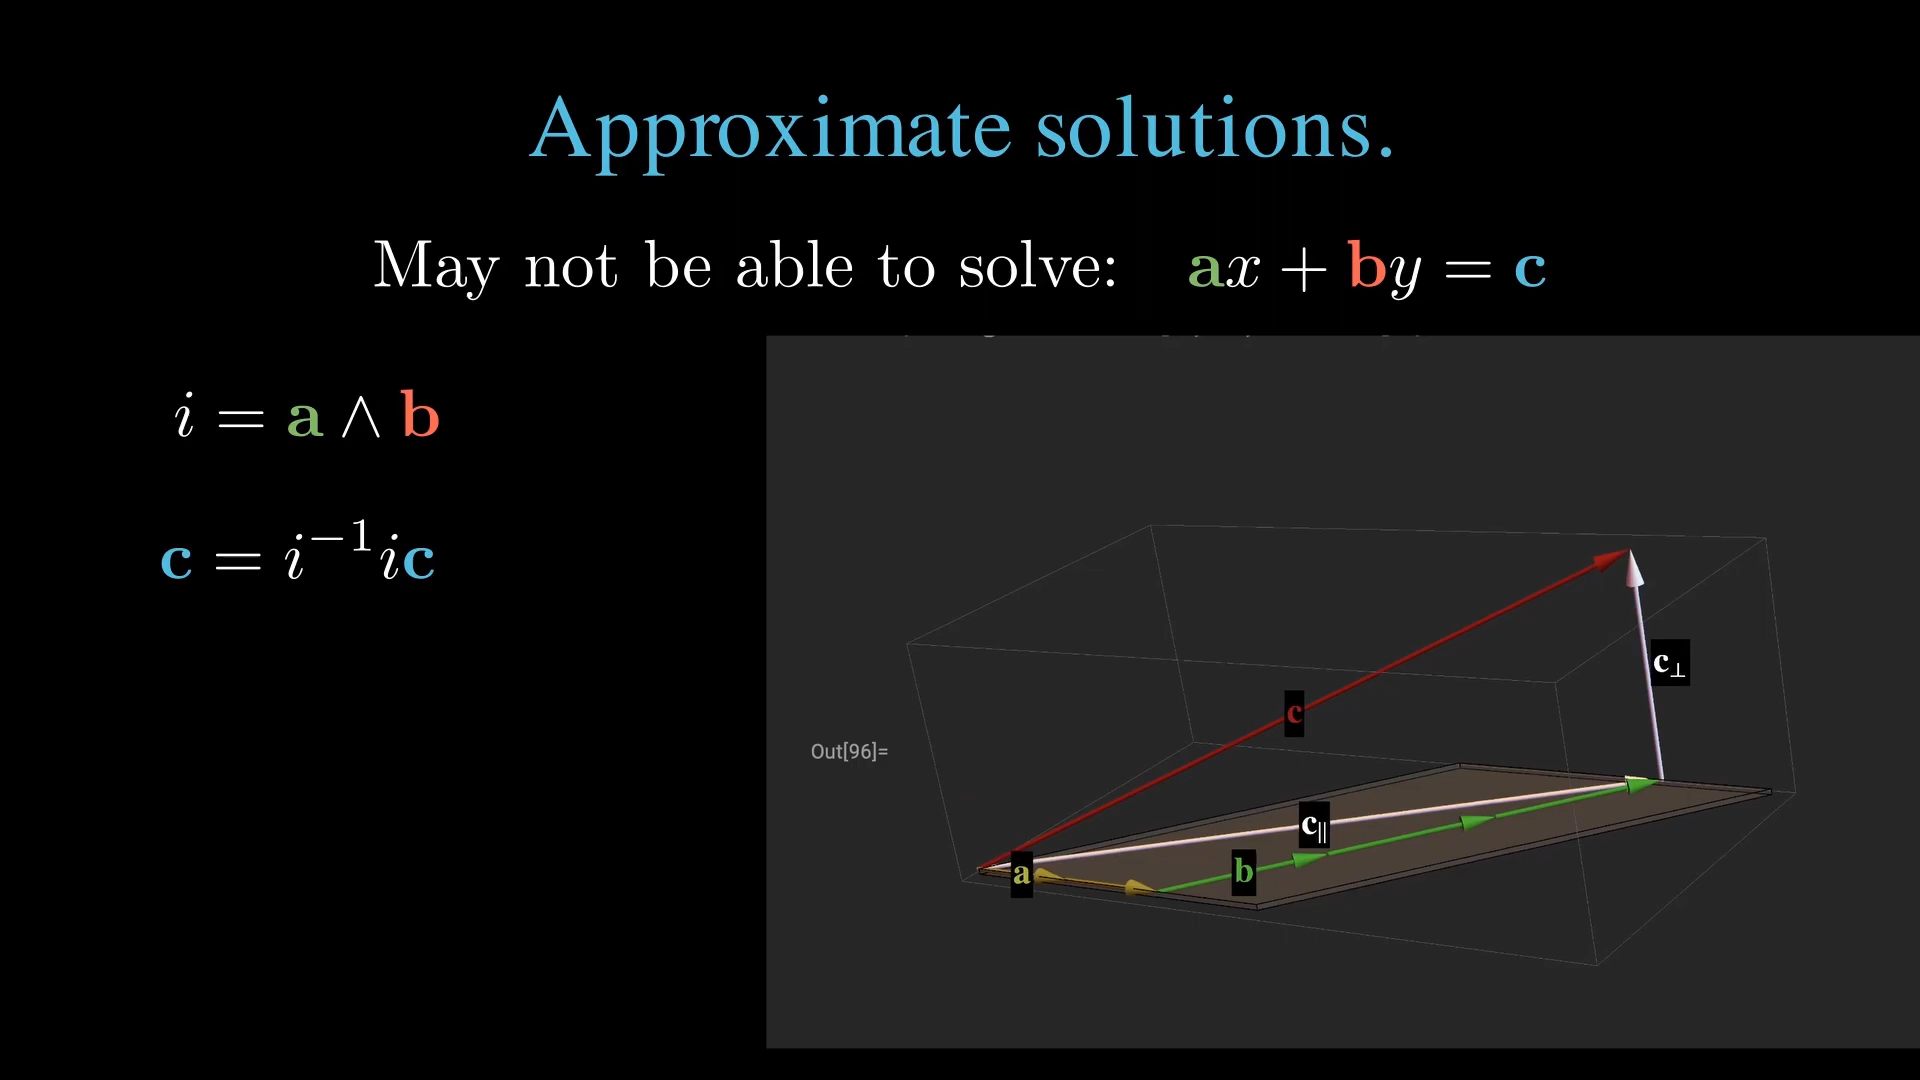 Approximate solutions.
May not be able to solve: ax + by = c
i = a ∧ b
c = i⁻¹ic
c⊥
c
Out[96]=
c∥
a
b